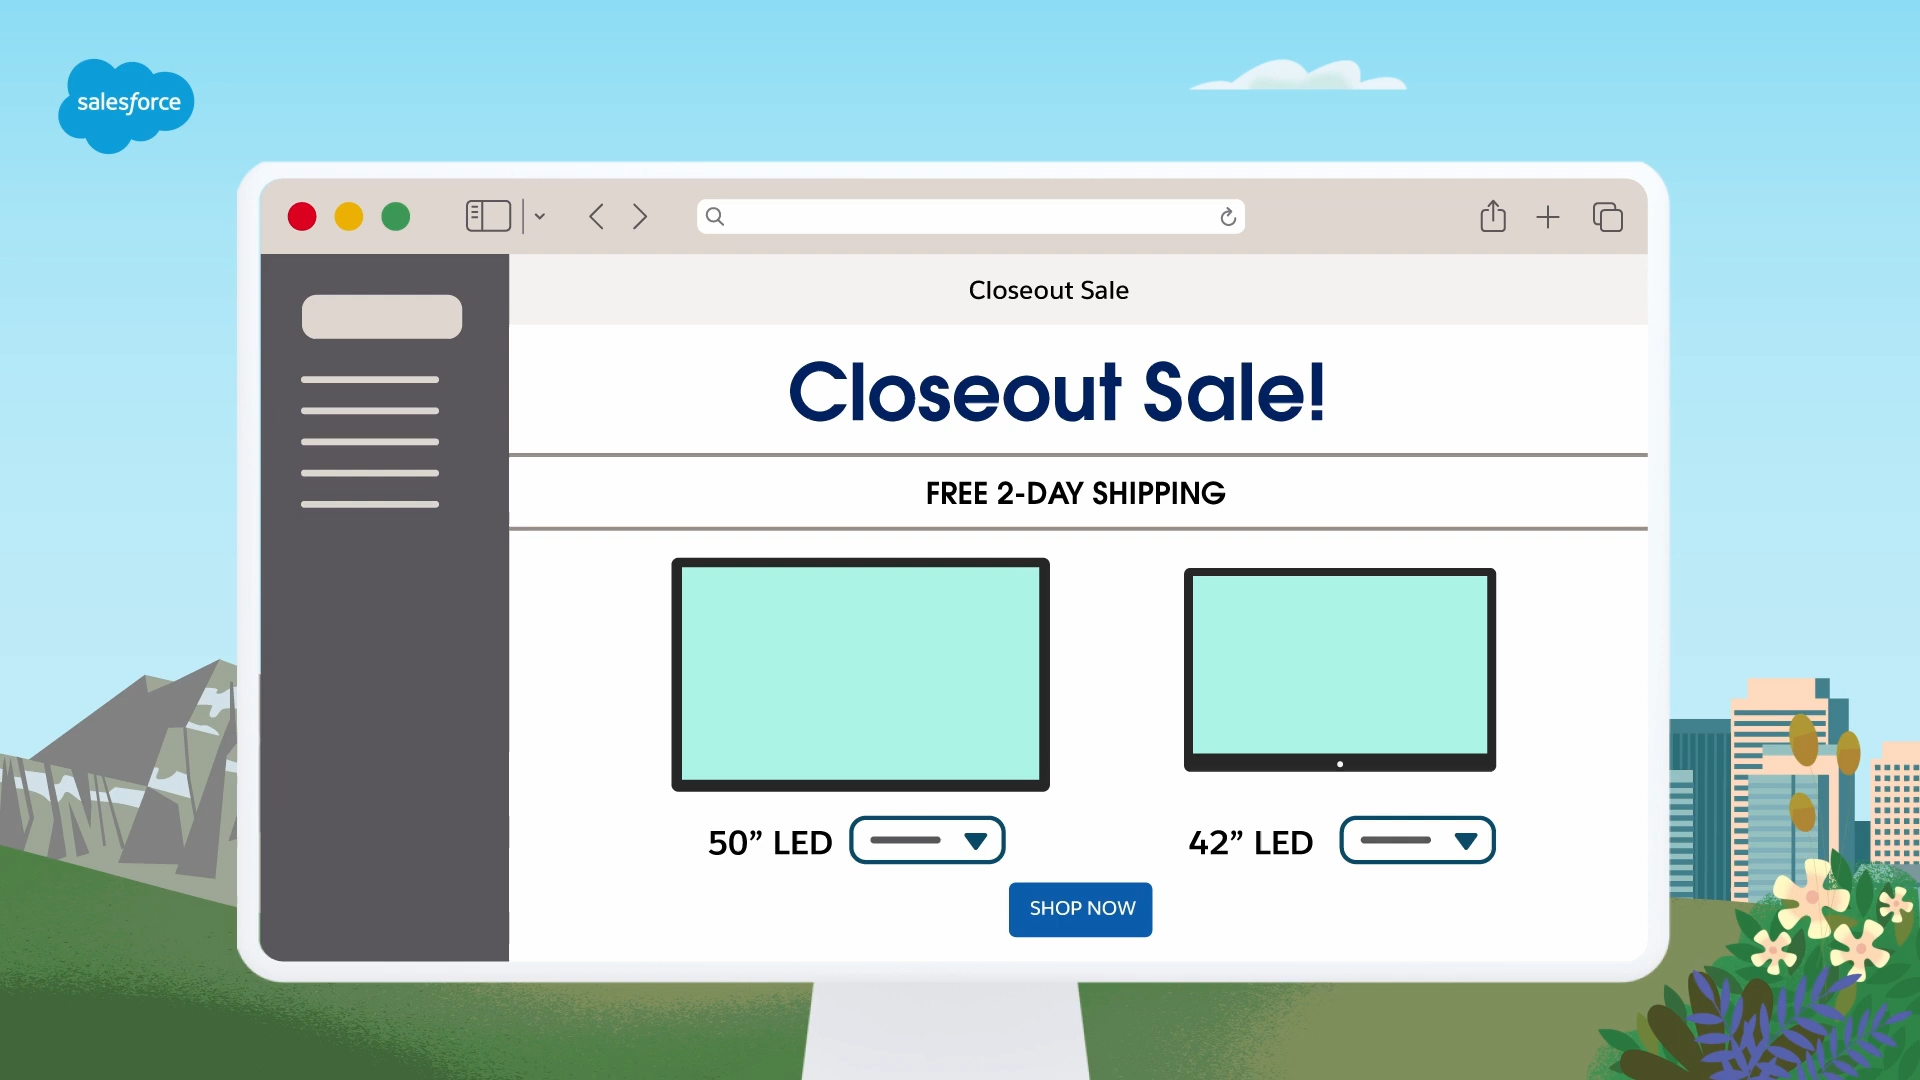 salesforce
Closeout Sale
Closeout Sale!
FREE 2-DAY SHIPPING
50” LED
42” LED
SHOP NOW